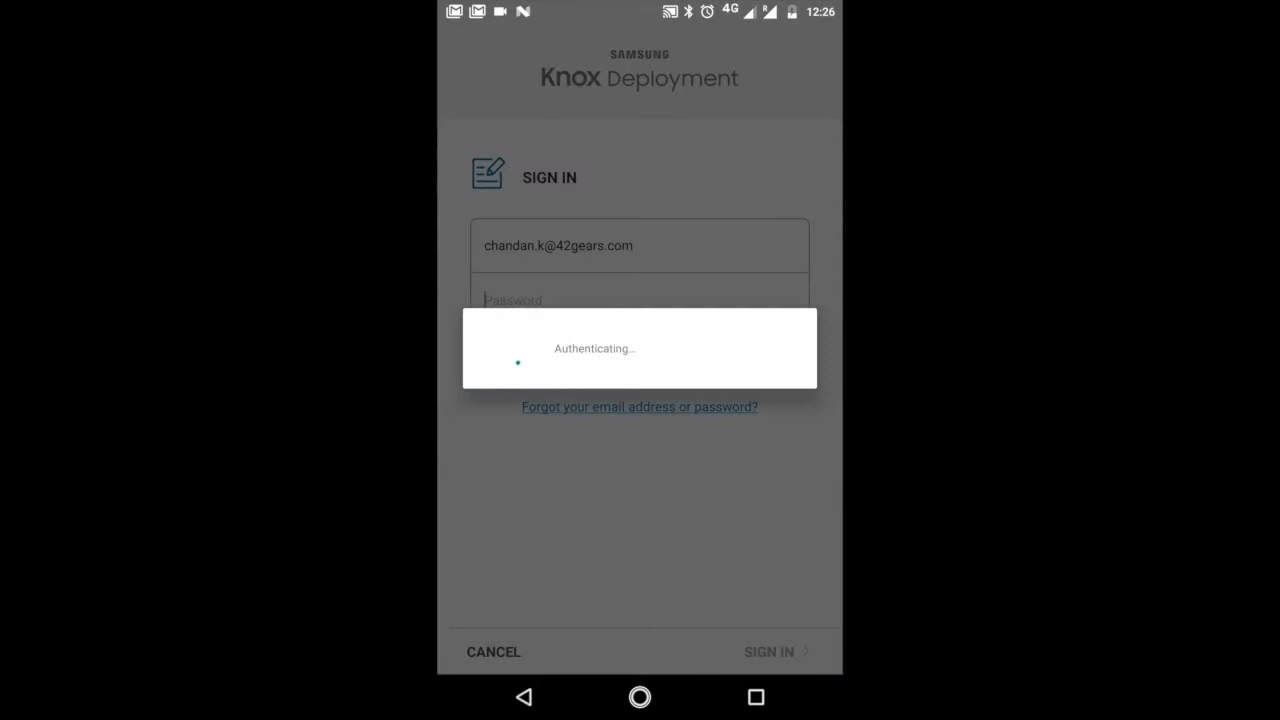 4G R 12:26
SAMSUNG
Knox Deployment
SIGN IN
chandan.k@42gears.com
Password
Authenticating...
Forgot your email address or password?
CANCEL SIGN IN